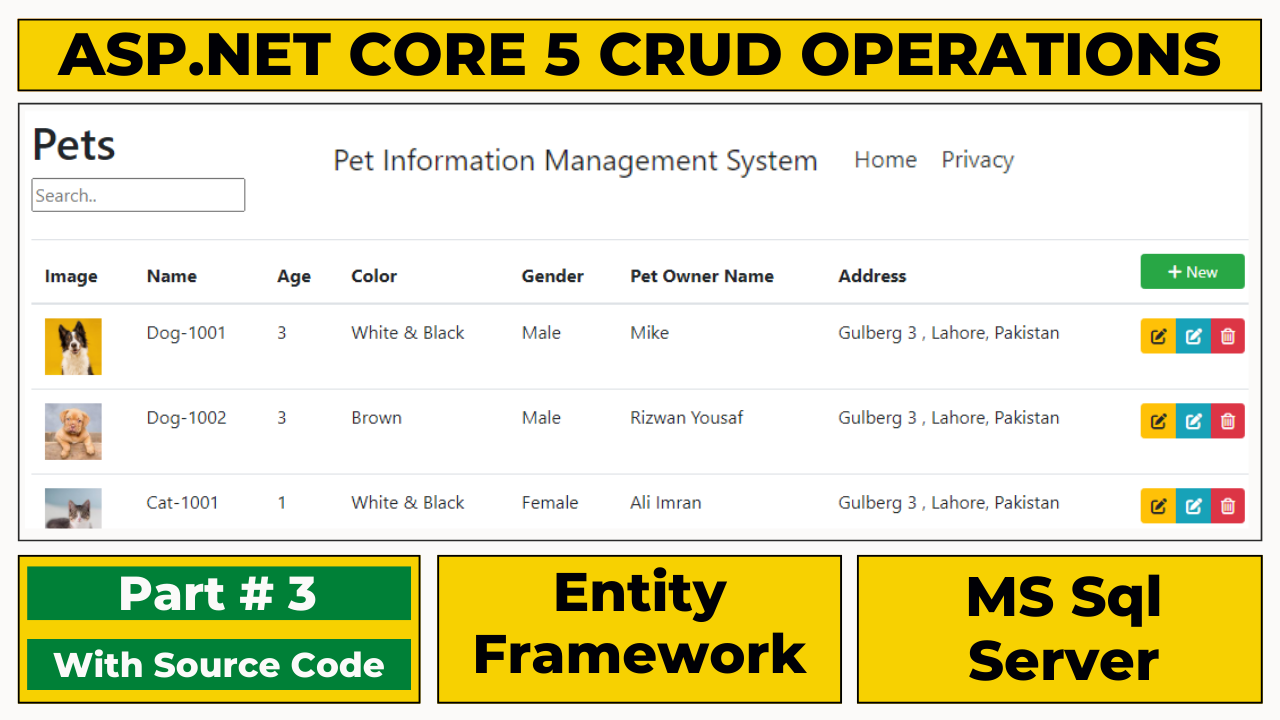 ASP.NET CORE 5 CRUD OPERATIONS
Pets
Pet Information Management System Home Privacy
Search..
Image Name Age Color Gender Pet Owner Name Address + New
Dog-1001 3 White & Black Male Mike Gulberg 3 , Lahore, Pakistan
Dog-1002 3 Brown Male Rizwan Yousaf Gulberg 3 , Lahore, Pakistan
Cat-1001 1 White & Black Female Ali Imran Gulberg 3 , Lahore, Pakistan
Part # 3
With Source Code
Entity
Framework
MS Sql
Server